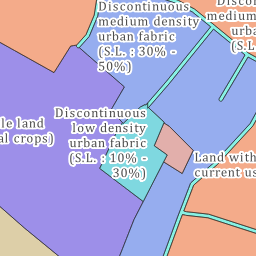 Discontinuous
medium density
urban fabric
(S.L. : 30% -
50%)
medium
urba
(S.L.
Discontinuous
low density
urban fabric
(S.L. : 10% -
30%)
le land
al crops)
Land with
current us